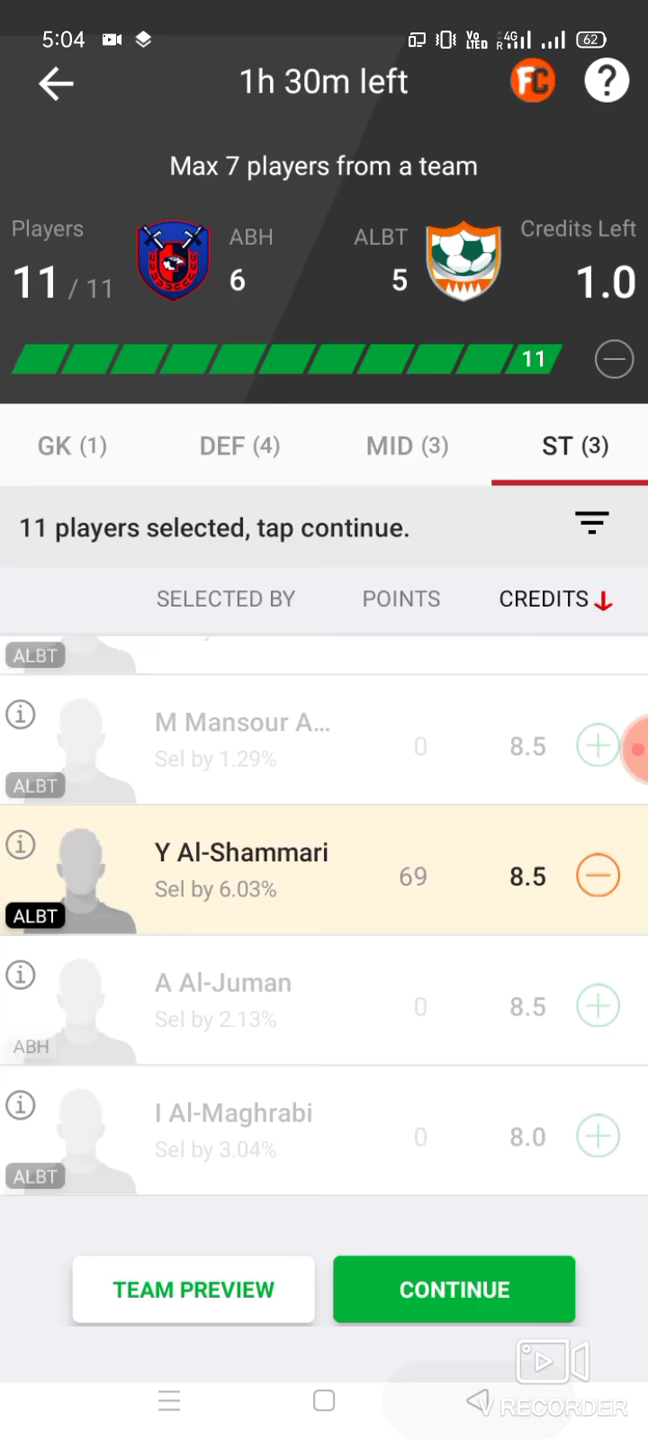 5:04 Vo LTED R 4G 62
1h 30m left FC ?
Max 7 players from a team
Players ABH ALBT Credits Left
11 / 11 6 5 1.0
11
GK (1) DEF (4) MID (3) ST (3)
11 players selected, tap continue.
SELECTED BY POINTS CREDITS
ALBT
M Mansour A...
Sel by 1.29% 0 8.5
ALBT
Y Al-Shammari
Sel by 6.03% 69 8.5
ALBT
A Al-Juman
Sel by 2.13% 0 8.5
ABH
I Al-Maghrabi
Sel by 3.04% 0 8.0
ALBT
TEAM PREVIEW CONTINUE
V RECORDER